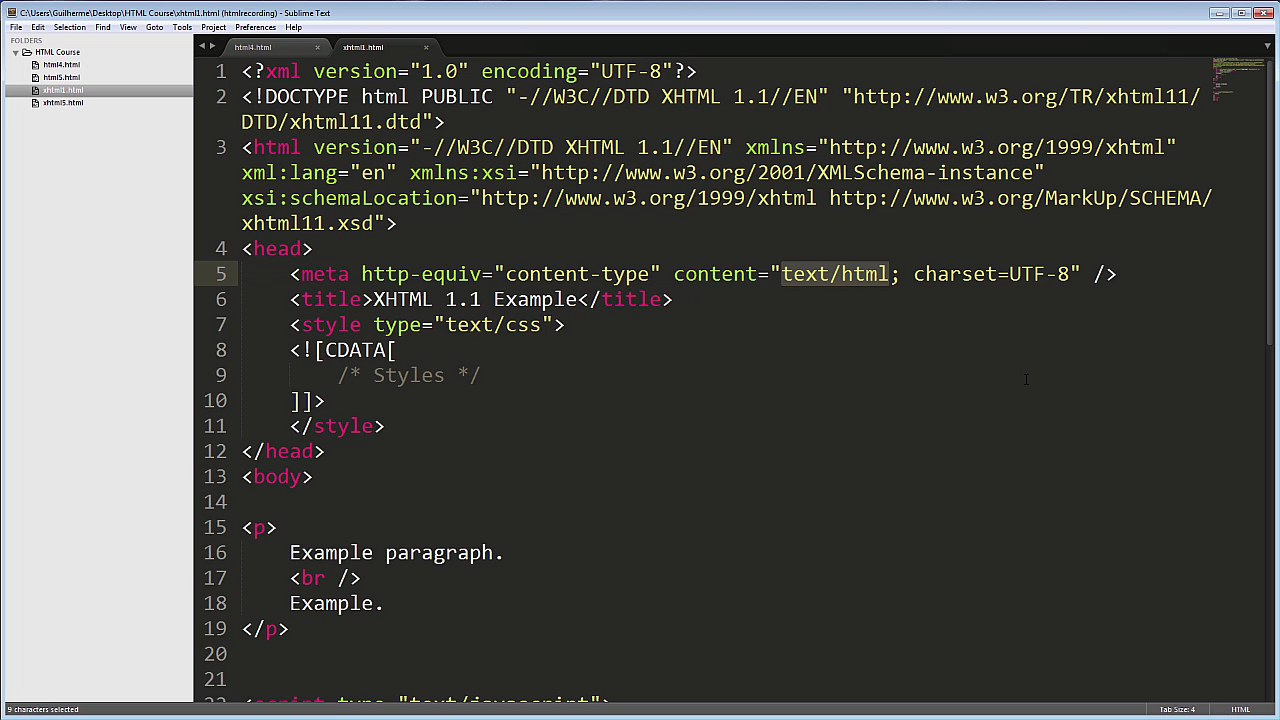 C:\Users\Guilherme\Desktop\HTML Course\xhtml1.html (htmlrecording) - Sublime Text
File Edit Selection Find View Goto Tools Project Preferences Help
FOLDERS
HTML Course
html4.html
html5.html
xhtml1.html
xhtml5.html
html4.html xhtml1.html
1 <?xml version="1.0" encoding="UTF-8"?>
2 <!DOCTYPE html PUBLIC "-//W3C//DTD XHTML 1.1//EN" "http://www.w3.org/TR/xhtml11/
DTD/xhtml11.dtd">
3 <html version="-//W3C//DTD XHTML 1.1//EN" xmlns="http://www.w3.org/1999/xhtml"
xml:lang="en" xmlns:xsi="http://www.w3.org/2001/XMLSchema-instance"
xsi:schemaLocation="http://www.w3.org/1999/xhtml http://www.w3.org/MarkUp/SCHEMA/
xhtml11.xsd">
4 <head>
5 <meta http-equiv="content-type" content="text/html; charset=UTF-8" />
6 <title>XHTML 1.1 Example</title>
7 <style type="text/css">
8 <![CDATA[
9 /* Styles */
10 ]]>
11 </style>
12 </head>
13 <body>
14
15 <p>
16 Example paragraph.
17 <br />
18 Example.
19 </p>
20
21
22 <script type="text/javascript">
9 characters selected
Tab Size: 4 HTML